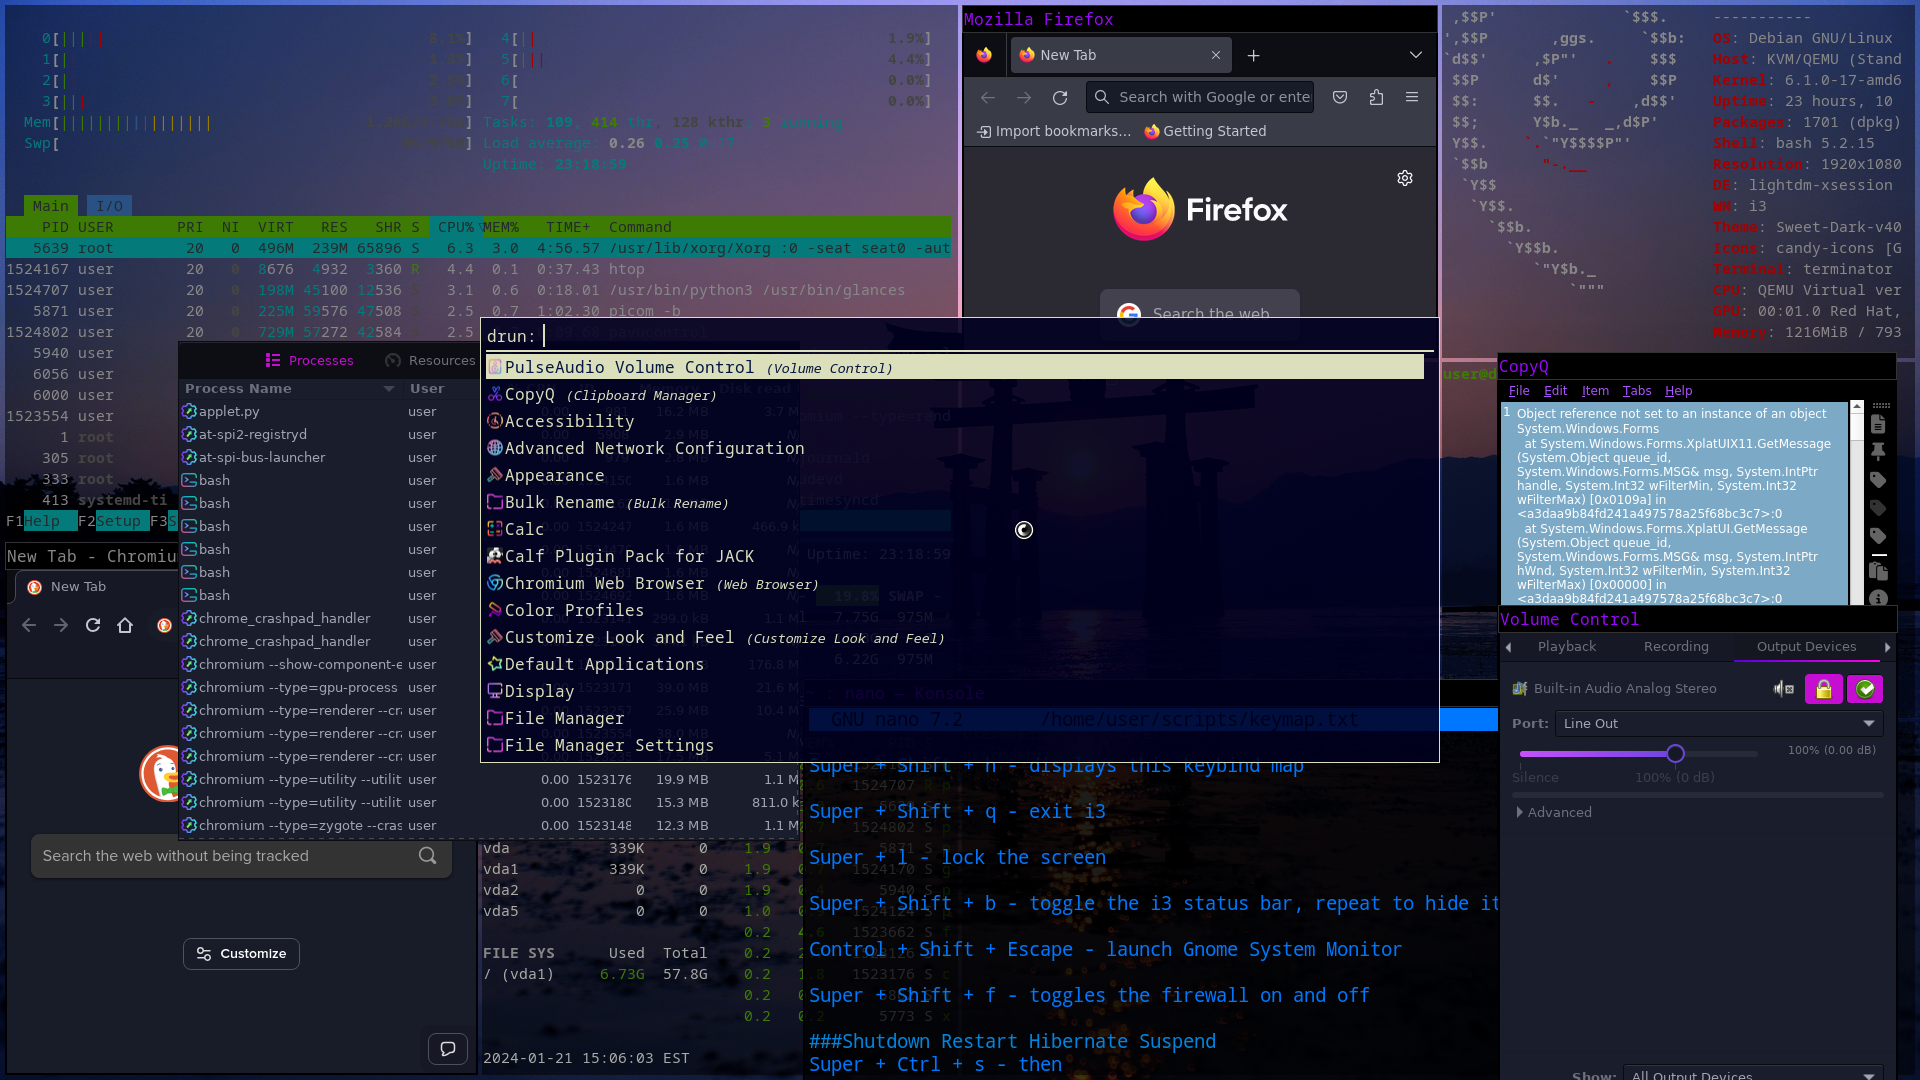 0[||| | ]
4[|| 1.9%]
1[| ]
5[||| 4.4%]
2[| ]
6[ 0.0%]
3[||| ]
7[ 0.0%]
Mem[||||||||||||||||| ]
Tasks: 109, 414 thr, 128 kthr; 3 running
Swp[ ]
Load average: 0.26 0.25 0.17
Uptime: 23:18:59
Main I/O
PID USER PRI NI VIRT RES SHR S CPU% MEM% TIME+ Command
5639 root 20 0 496M 239M 65896 S 6.3 3.0 4:56.57 /usr/lib/xorg/Xorg :0 -seat seat0 -aut
1524167 user 20 0 8676 4932 3360 R 4.4 0.1 0:37.43 htop
1524707 user 20 0 198M 45100 12536 S 3.1 0.6 0:18.01 /usr/bin/python3 /usr/bin/glances
5871 user 20 0 225M 59576 47508 S 2.5 0.7 1:02.30 picom -b
1524802 user 20 0 729M 57272 42584 S 2.5
5940 user
6056 user
6000 user
1523554 user
1 root
305 root
333 root
413 systemd-ti
F1Help F2Setup F3S
Mozilla Firefox
New Tab
Search with Google or ente
Import bookmarks...
Getting Started
Firefox
Search the web
-----------
OS: Debian GNU/Linux
Host: KVM/QEMU (Stand
Kernel: 6.1.0-17-amd6
Uptime: 23 hours, 10
Packages: 1701 (dpkg)
Shell: bash 5.2.15
Resolution: 1920x1080
DE: lightdm-xsession
WM: i3
Theme: Sweet-Dark-v40
Icons: candy-icons [G
Terminal: terminator
CPU: QEMU Virtual ver
GPU: 00:01.0 Red Hat,
Memory: 1216MiB / 793
user@d
Processes Resources
Process Name User
applet.py user
at-spi2-registryd user
at-spi-bus-launcher user
bash user
bash user
bash user
bash user
bash user
bash user
chrome_crashpad_handler user
chrome_crashpad_handler user
chromium --show-component-e user
chromium --type=gpu-process user
chromium --type=renderer --cra user
chromium --type=renderer --cra user
chromium --type=renderer --cra user
chromium --type=utility --utilit user 0.00 1523176 19.9 MB 1.1 M
chromium --type=utility --utilit user 0.00 1523180 15.3 MB 811.0 k
chromium --type=zygote --cras user 0.00 1523148 12.3 MB 1.1 M
drun:
PulseAudio Volume Control (Volume Control)
CopyQ (Clipboard Manager)
Accessibility
Advanced Network Configuration
Appearance
Bulk Rename (Bulk Rename)
Calc
Calf Plugin Pack for JACK
Chromium Web Browser (Web Browser)
Color Profiles
Customize Look and Feel (Customize Look and Feel)
Default Applications
Display
File Manager
File Manager Settings
Uptime: 23:18:59
19.8% SWAP -
7.75G 975M
6.22G 975M
: nano — Konsole
GNU nano 7.2 /home/user/scripts/keymap.txt
Super + Shift + h - displays this keybind map
Super + Shift + q - exit i3
Super + l - lock the screen
Super + Shift + b - toggle the i3 status bar, repeat to hide it
Control + Shift + Escape - launch Gnome System Monitor
Super + Shift + f - toggles the firewall on and off
###Shutdown Restart Hibernate Suspend
Super + Ctrl + s - then
New Tab - Chromiu
New Tab
Search the web without being tracked
Customize
vda 339K 0 1.9
vda1 339K 0 1.9
vda2 0 0 1.9
vda5 0 0 1.0
0.2
FILE SYS Used Total 0.2
/ (vda1) 6.73G 57.8G 0.2
0.2
0.2
2024-01-21 15:06:03 EST
CopyQ
File Edit Item Tabs Help
1 Object reference not set to an instance of an object
System.Windows.Forms
at System.Windows.Forms.XplatUIX11.GetMessage
(System.Object queue_id,
System.Windows.Forms.MSG& msg, System.IntPtr
handle, System.Int32 wFilterMin, System.Int32
wFilterMax) [0x0109a] in
<a3daa9b84fd241a497578a25f68bc3c7>:0
at System.Windows.Forms.XplatUI.GetMessage
(System.Object queue_id,
System.Windows.Forms.MSG& msg, System.IntPtr
hWnd, System.Int32 wFilterMin, System.Int32
wFilterMax) [0x00000] in
<a3daa9b84fd241a497578a25f68bc3c7>:0
Volume Control
Playback Recording Output Devices
Built-in Audio Analog Stereo
Port: Line Out
100% (0.00 dB)
Silence 100% (0 dB)
Advanced
Show: All Output Devices